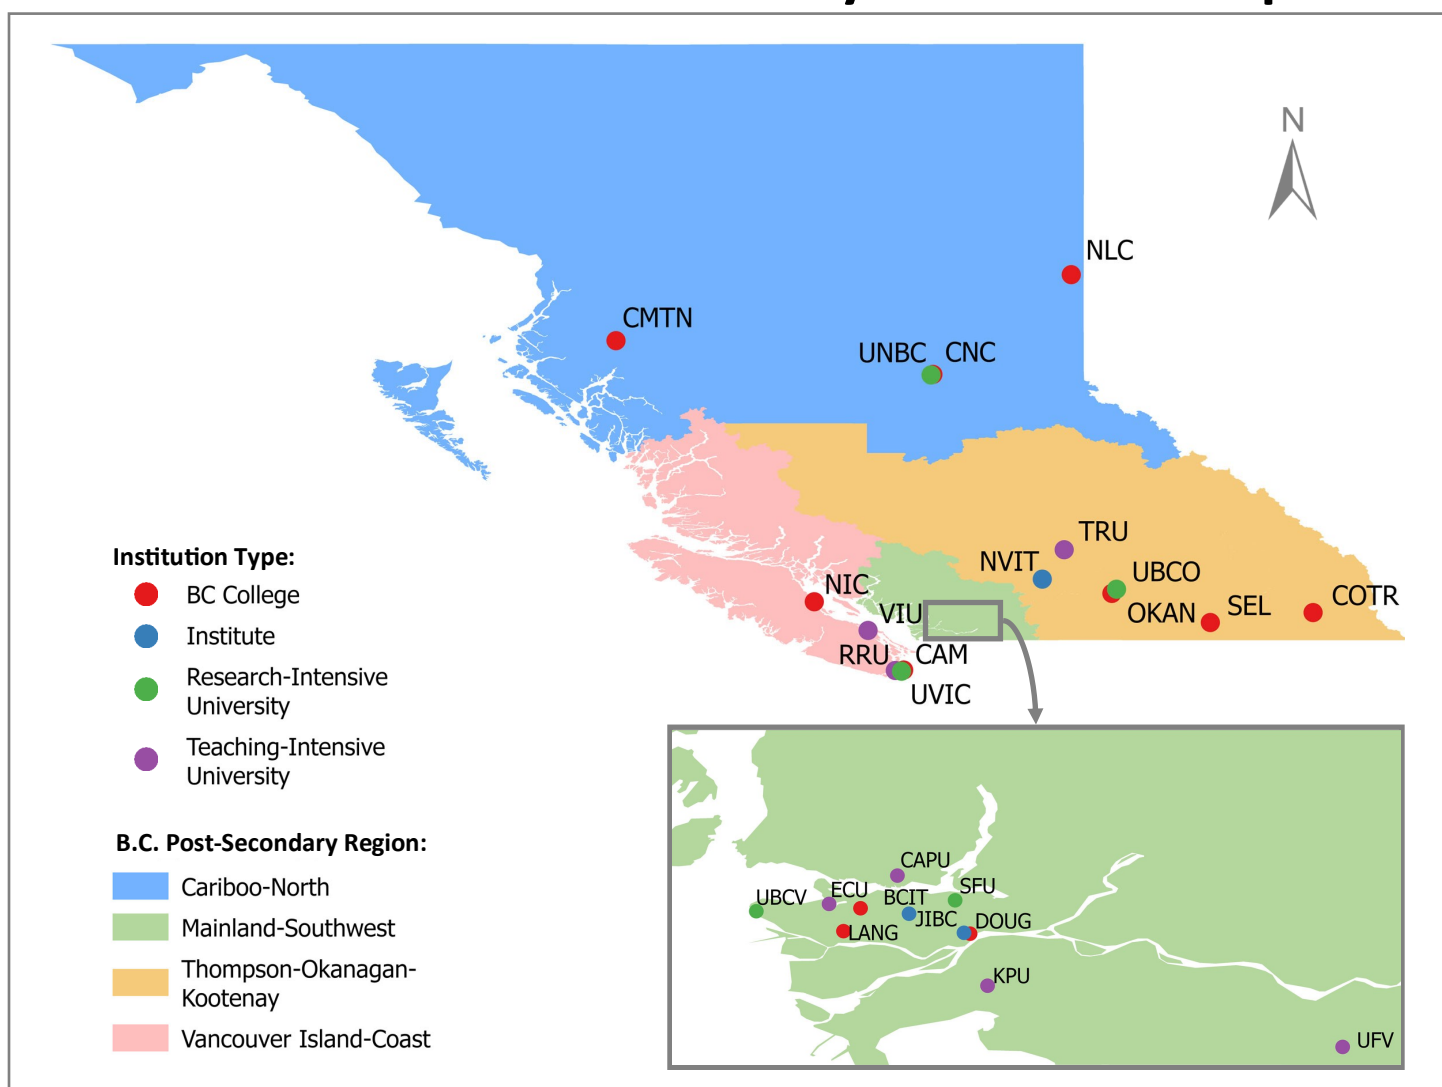 N
NLC
CMTN
UNBC
CNC
TRU
NVIT
UBCO
NIC
COTR
SEL
OKAN
VIU
RRU
CAM
UVIC
Institution Type:
BC College
Institute
Research-Intensive
University
Teaching-Intensive
University
B.C. Post-Secondary Region:
Cariboo-North
Mainland-Southwest
Thompson-Okanagan-
Kootenay
Vancouver Island-Coast
CAPU
UBCV
ECU
BCIT
SFU
LANG
JIBC
DOUG
KPU
UFV